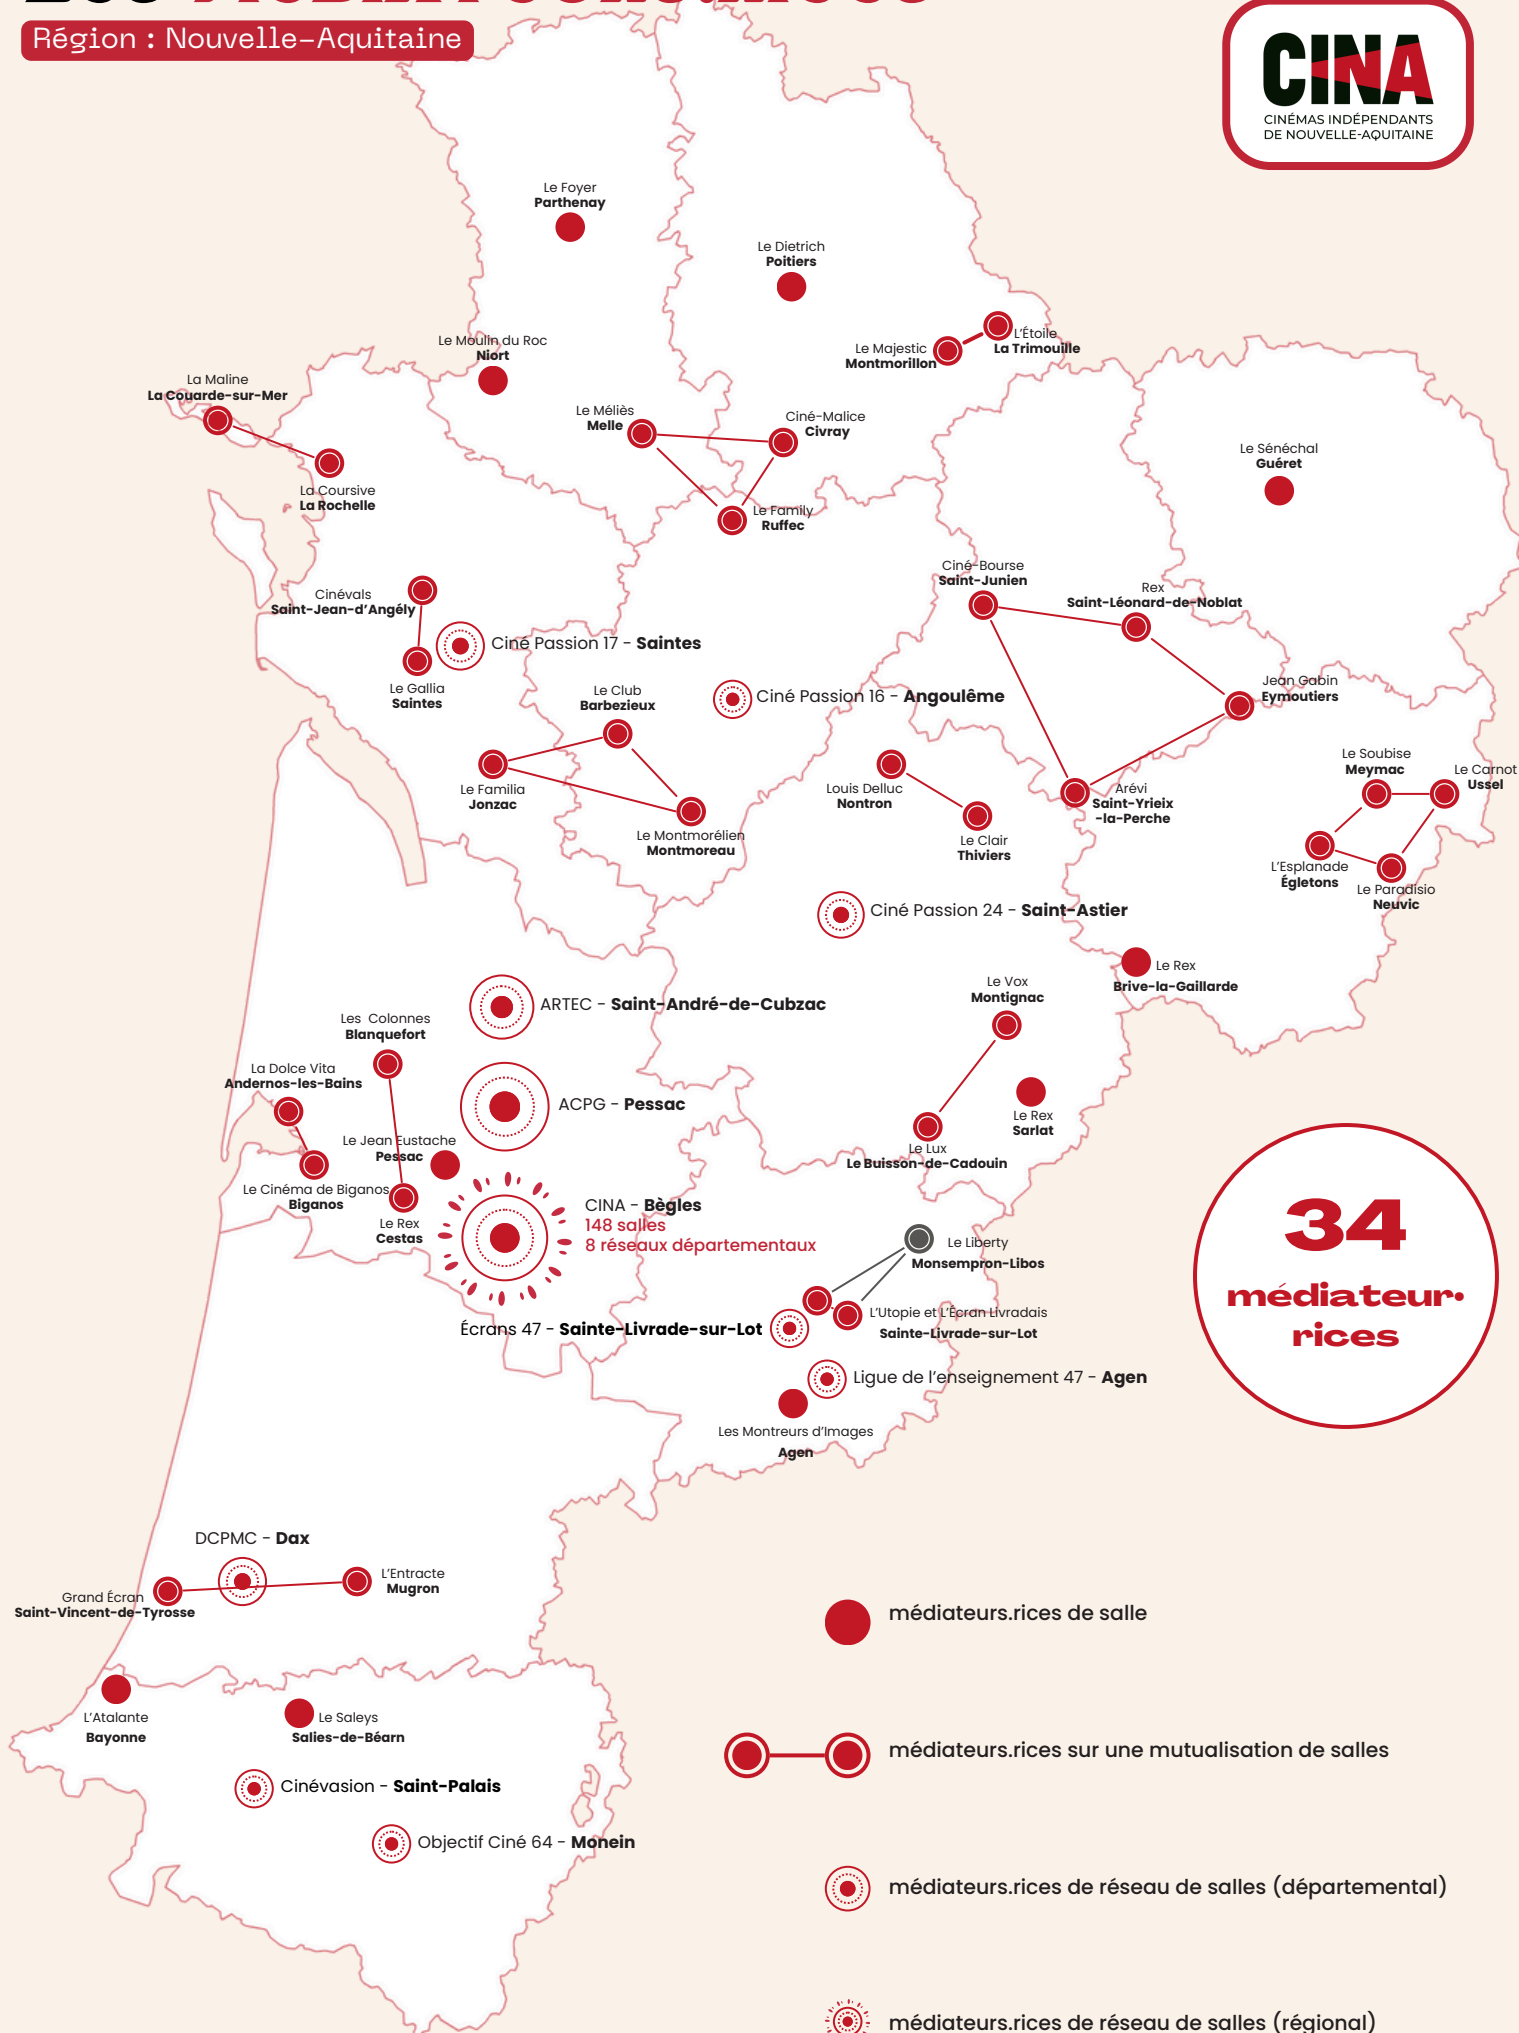 Région : Nouvelle-Aquitaine
CINA
CINÉMAS INDÉPENDANTS
DE NOUVELLE-AQUITAINE
Le Foyer
Parthenay
Le Dietrich
Poitiers
L'Étoile
La Trimouille
Le Majestic
Montmorillon
Le Moulin du Roc
Niort
La Maline
La Couarde-sur-Mer
Le Méliès
Melle
Ciné-Malice
Civray
Le Sénéchal
Guéret
La Coursive
La Rochelle
Le Family
Ruffec
Ciné-Bourse
Saint-Junien
Rex
Saint-Léonard-de-Noblat
Cinévals
Saint-Jean-d'Angély
Ciné Passion 17 - Saintes
Le Gallia
Saintes
Le Club
Barbezieux
Ciné Passion 16 - Angoulême
Jean Gabin
Eymoutiers
Le Soubise
Meymac
Le Carnot
Ussel
Le Familia
Jonzac
Louis Delluc
Nontron
Arévi
Saint-Yrieix
-la-Perche
Le Montmorélien
Montmoreau
Le Clair
Thiviers
L'Esplanade
Égletons
Le Paradisio
Neuvic
Ciné Passion 24 - Saint-Astier
Le Rex
Brive-la-Gaillarde
Le Vox
Montignac
ARTEC - Saint-André-de-Cubzac
Les Colonnes
Blanquefort
La Dolce Vita
Andernos-les-Bains
ACPG - Pessac
Le Rex
Sarlat
Le Jean Eustache
Pessac
Le Lux
Le Buisson-de-Cadouin
Le Cinéma de Biganos
Biganos
Le Rex
Cestas
CINA - Bègles
148 salles
8 réseaux départementaux
34
médiateur·
rices
Le Liberty
Monsempron-Libos
L'Utopie et L'Écran Livradais
Sainte-Livrade-sur-Lot
Écrans 47 - Sainte-Livrade-sur-Lot
Ligue de l'enseignement 47 - Agen
Les Montreurs d'Images
Agen
DCPMC - Dax
L'Entracte
Mugron
Grand Écran
Saint-Vincent-de-Tyrosse
médiateurs.rices de salle
L'Atalante
Bayonne
Le Saleys
Salies-de-Béarn
médiateurs.rices sur une mutualisation de salles
Cinévasion - Saint-Palais
Objectif Ciné 64 - Monein
médiateurs.rices de réseau de salles (départemental)
médiateurs.rices de réseau de salles (régional)